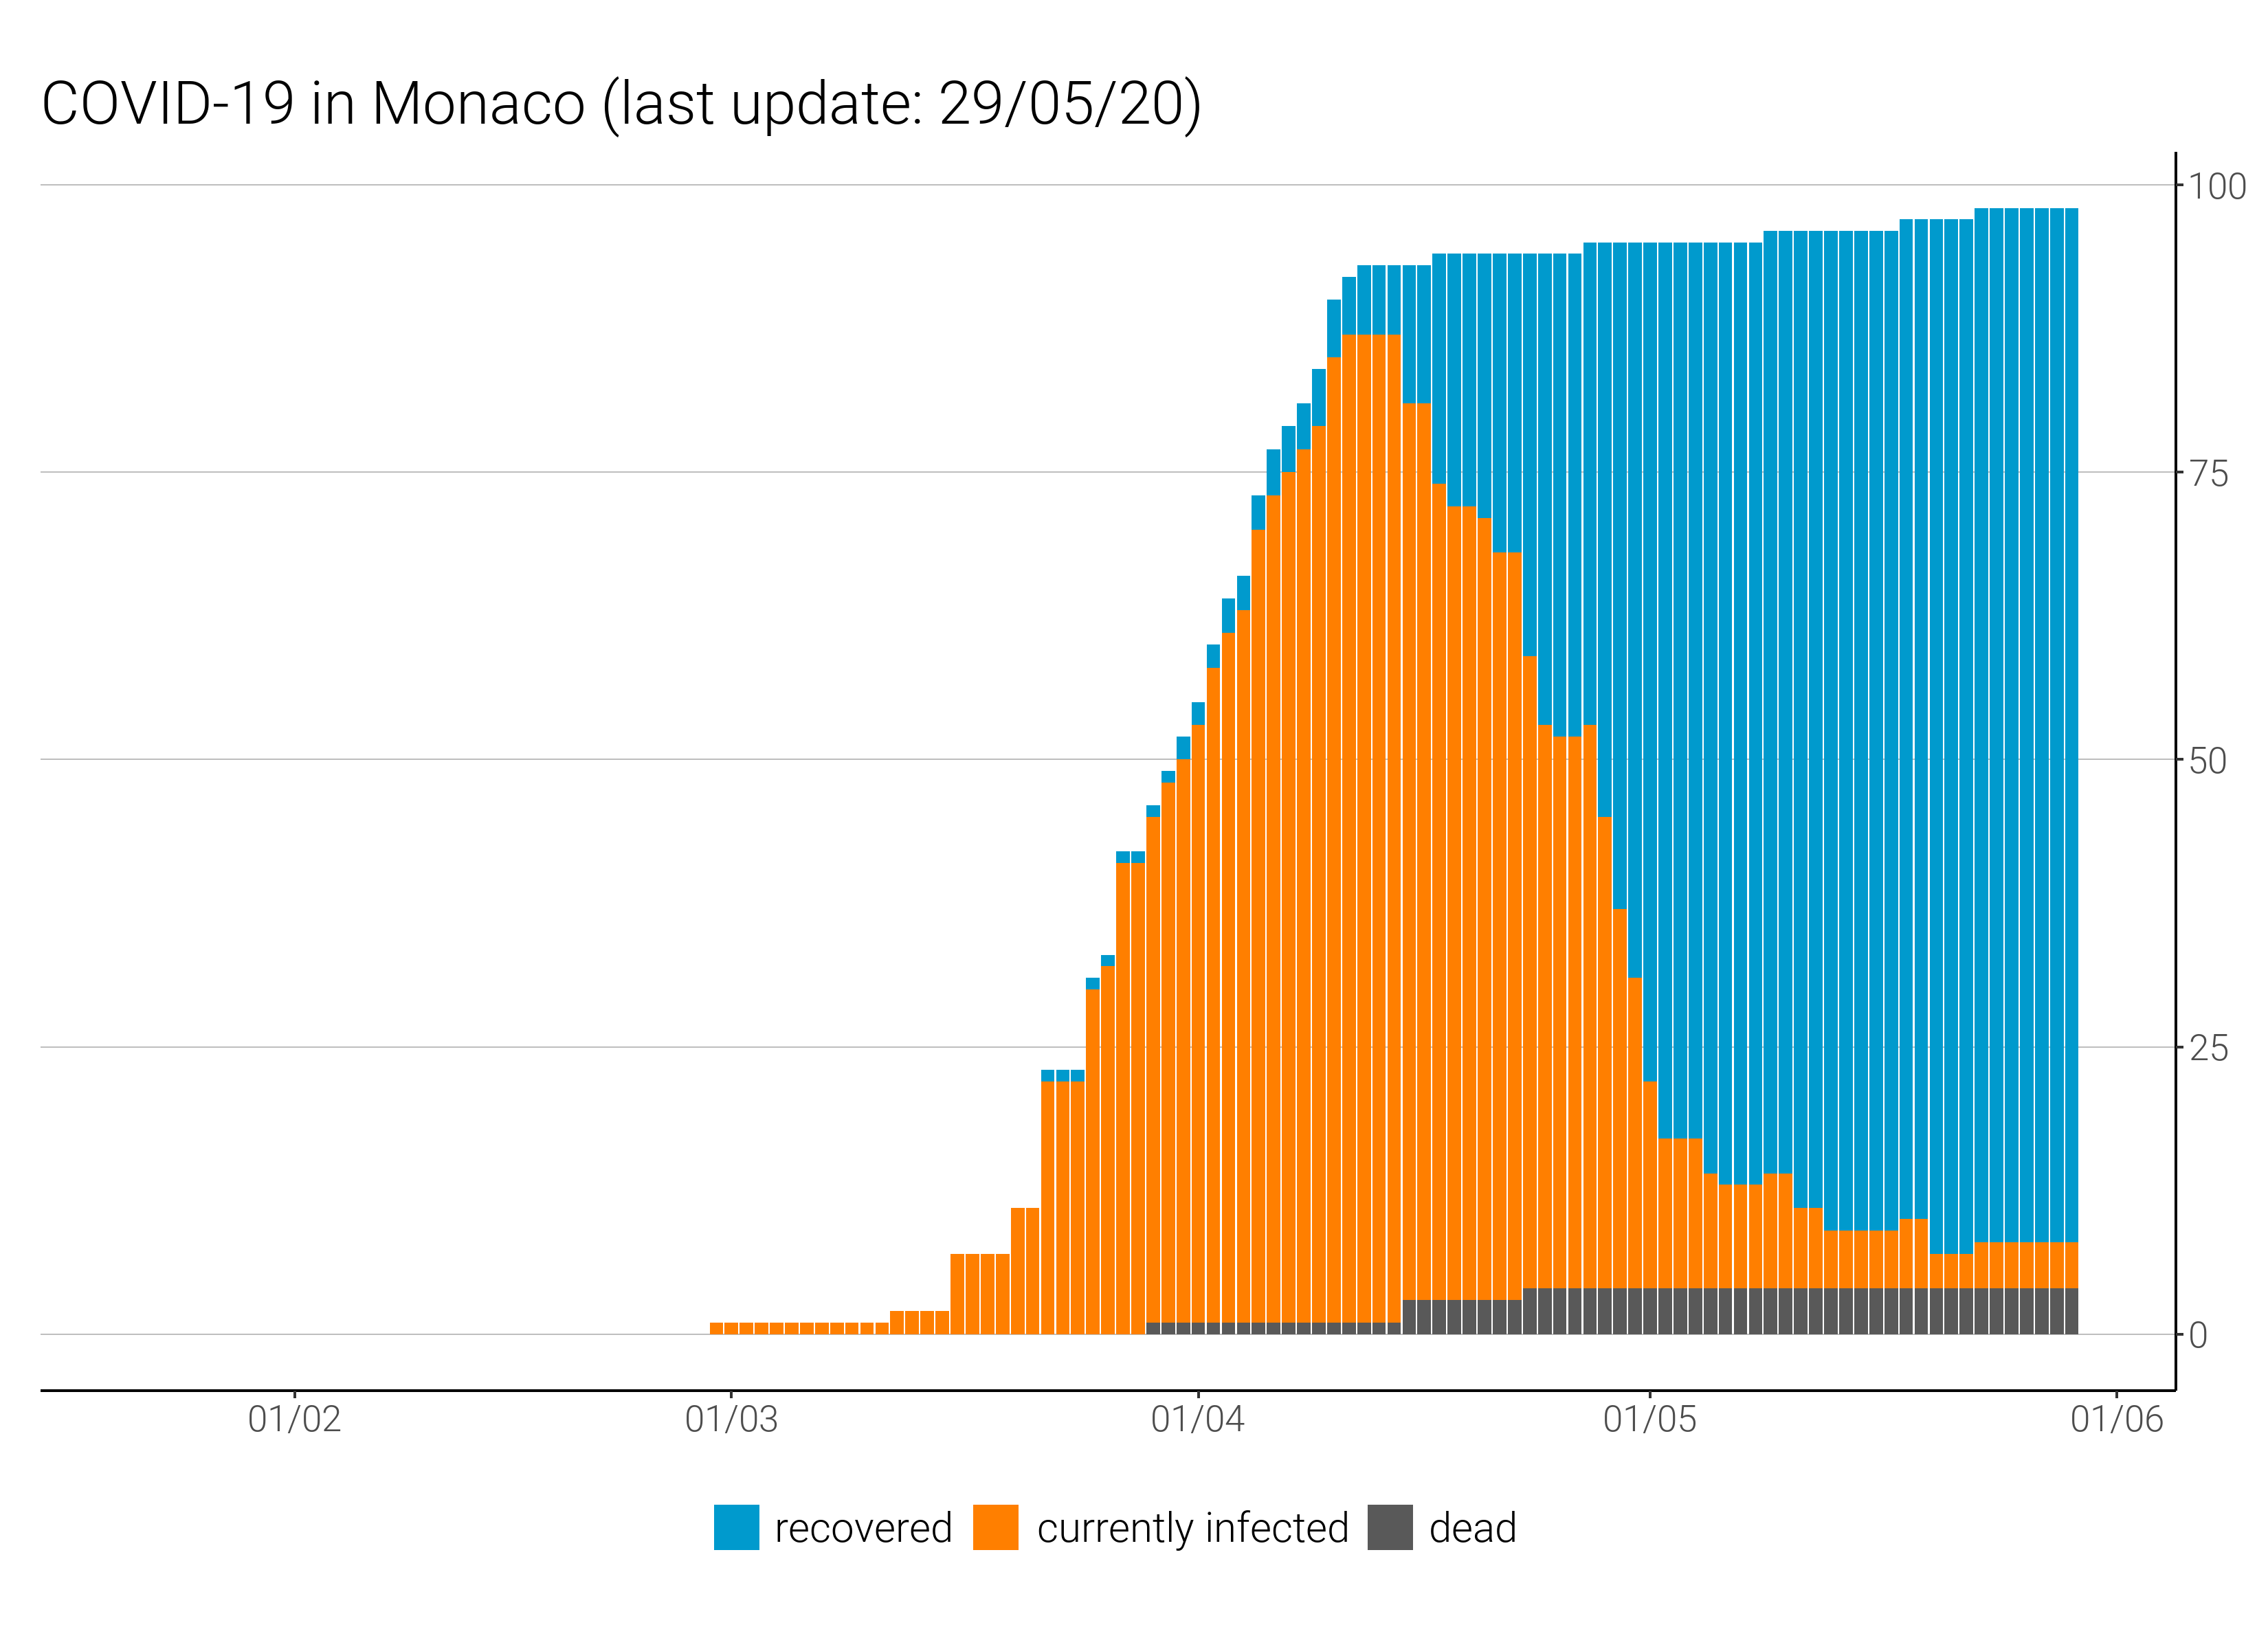 COVID-19 in Monaco (last update: 29/05/20)
100
75
50
25
0
01/02 01/03 01/04 01/05 01/06
recovered currently infected dead